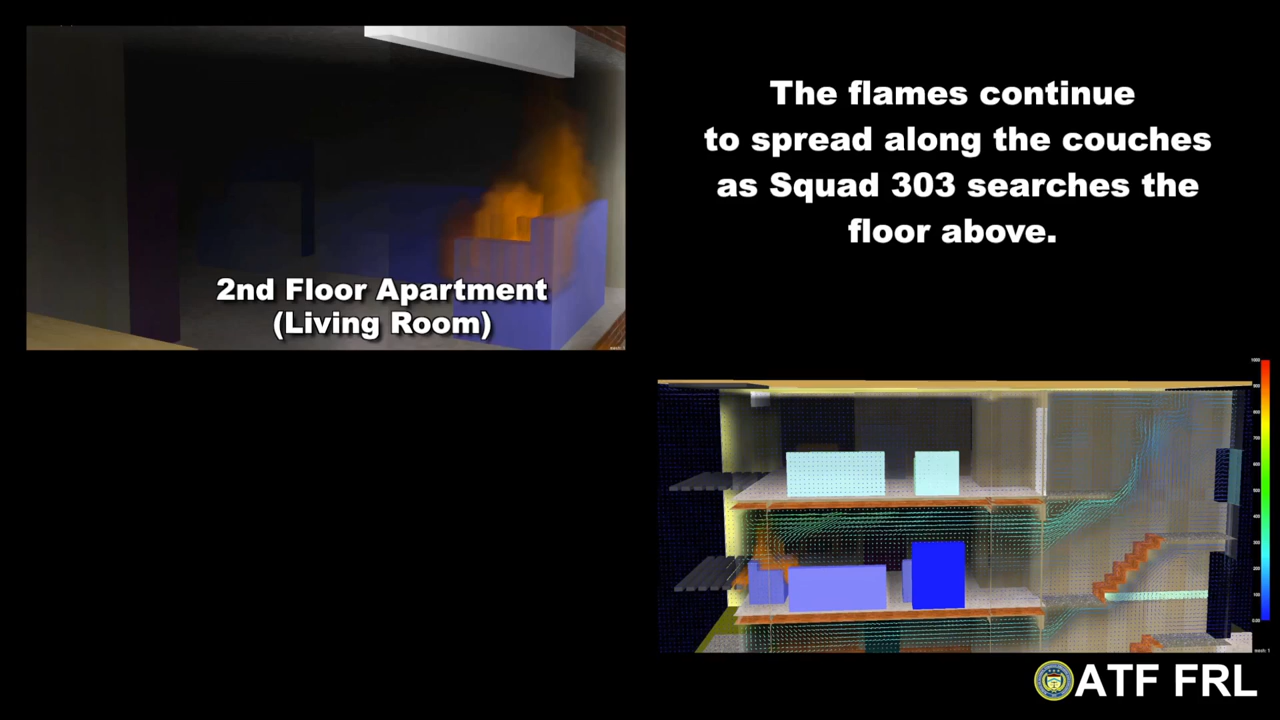 The flames continue
to spread along the couches
as Squad 303 searches the
floor above.
2nd Floor Apartment
(Living Room)
ATF FRL